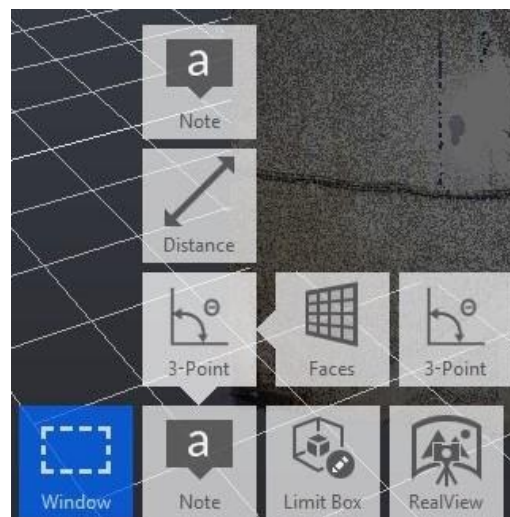 a
Note
Distance
Θ
3-Point
Faces
Θ
3-Point
Window
a
Note
Limit Box
RealView